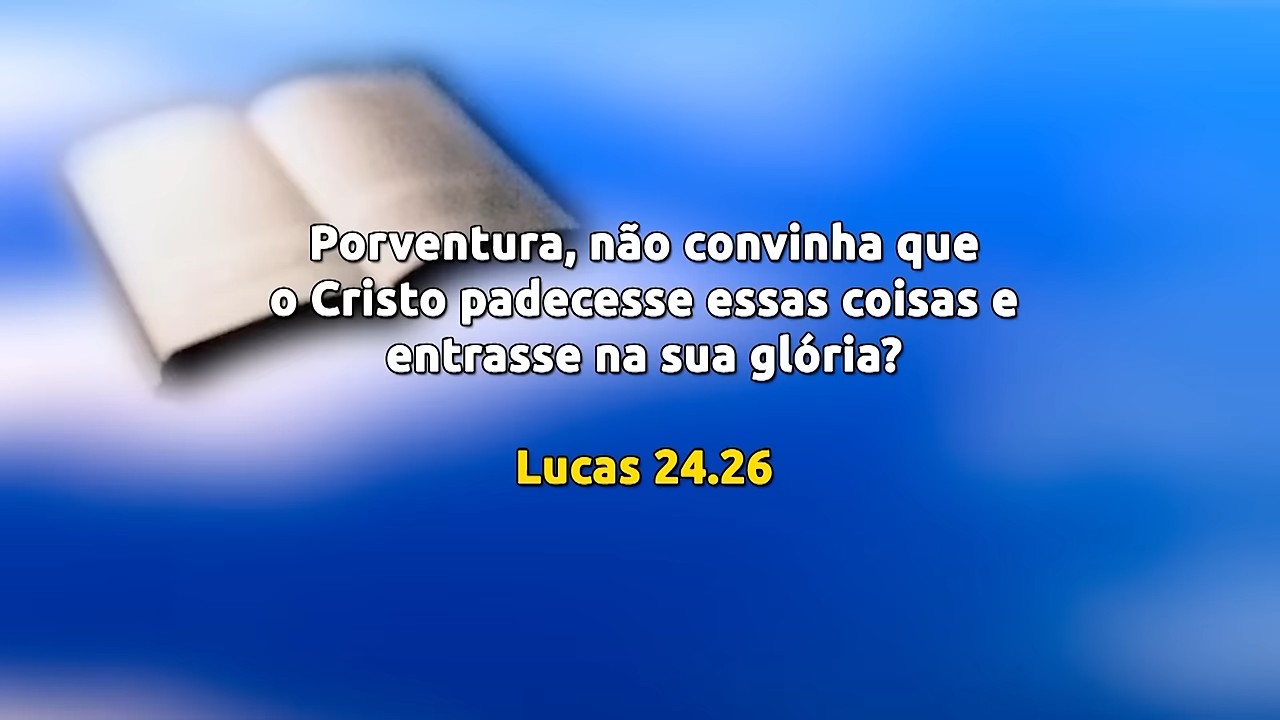 Porventura, não convinha que
o Cristo padecesse essas coisas e
entrasse na sua glória?
Lucas 24.26